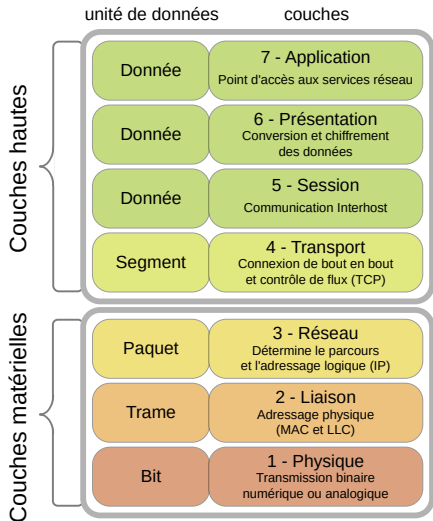 unité de données
couches
Couches hautes
Donnée
7 - Application
Point d'accès aux services réseau
Donnée
6 - Présentation
Conversion et chiffrement
des données
Donnée
5 - Session
Communication Interhost
Segment
4 - Transport
Connexion de bout en bout
et contrôle de flux (TCP)
Couches matérielles
Paquet
3 - Réseau
Détermine le parcours
et l'adressage logique (IP)
Trame
2 - Liaison
Adressage physique
(MAC et LLC)
Bit
1 - Physique
Transmission binaire
numérique ou analogique